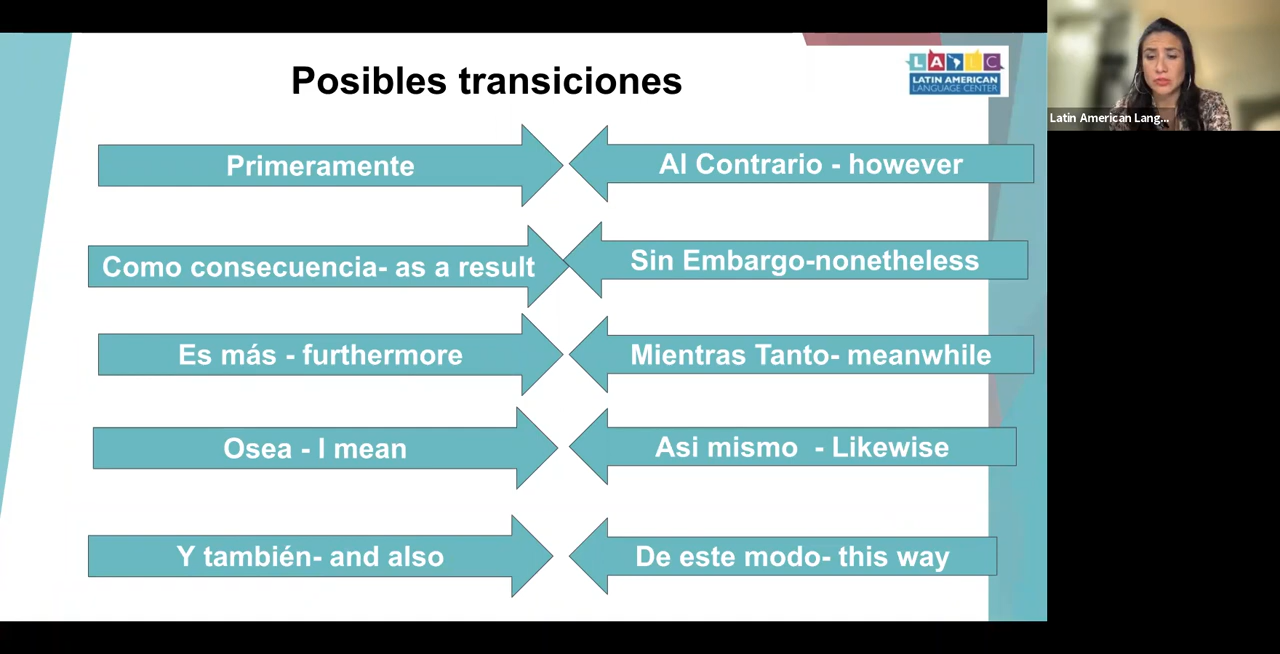 Posibles transiciones
LALC
LATIN AMERICAN
LANGUAGE CENTER
Latin American Lang...
Primeramente
Al Contrario - however
Como consecuencia- as a result
Sin Embargo-nonetheless
Es más - furthermore
Mientras Tanto- meanwhile
Osea - I mean
Asi mismo  - Likewise
Y también- and also
De este modo- this way